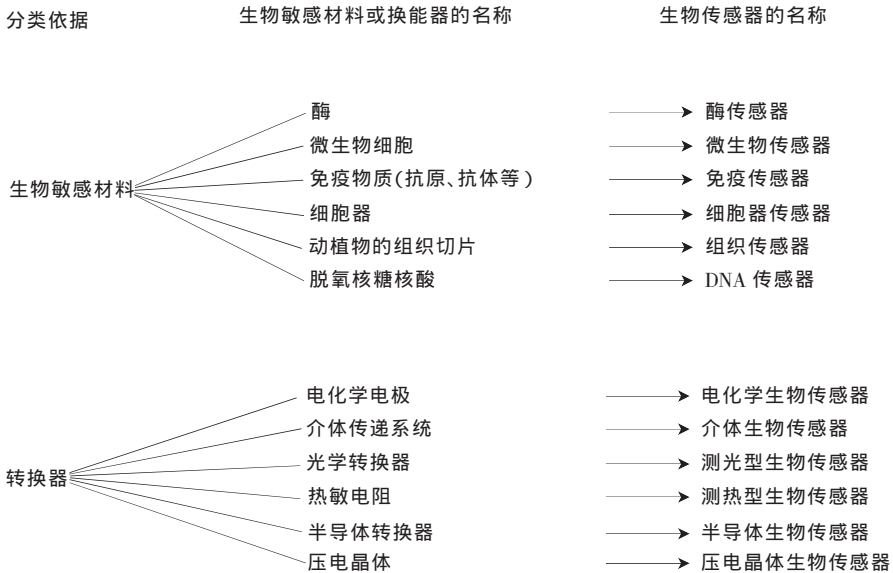 分类依据 生物敏感材料或换能器的名称 生物传感器的名称
酶 酶传感器
微生物细胞 微生物传感器
免疫物质(抗原、抗体等) 免疫传感器
生物敏感材料
细胞器 细胞器传感器
动植物的组织切片 组织传感器
脱氧核糖核酸 DNA 传感器
电化学电极 电化学生物传感器
介体传递系统 介体生物传感器
光学转换器 测光型生物传感器
转换器
热敏电阻 测热型生物传感器
半导体转换器 半导体生物传感器
压电晶体 压电晶体生物传感器